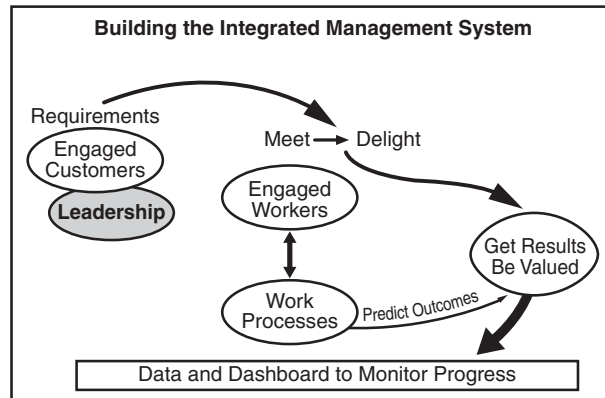 Building the Integrated Management System
Requirements
Engaged
Customers
Leadership
Meet Delight
Engaged
Workers
Get Results
Be Valued
Work
Processes
Predict Outcomes
Data and Dashboard to Monitor Progress